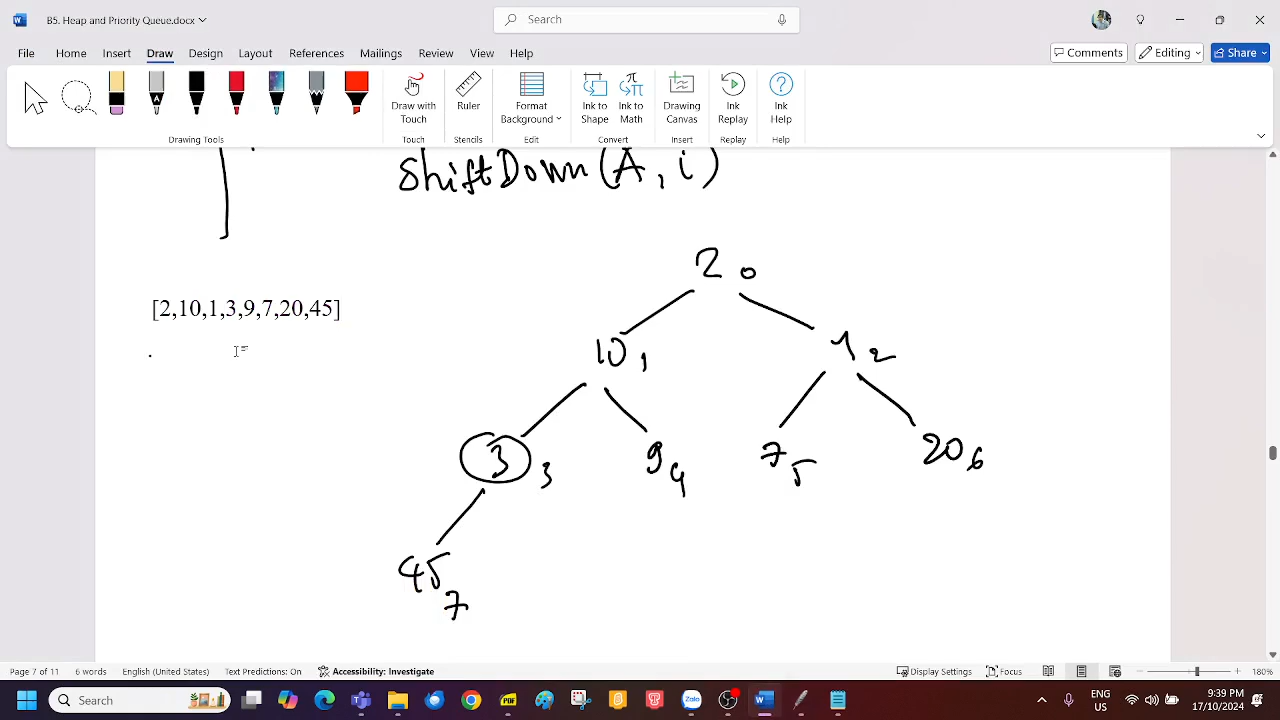 B5. Heap and Priority Queue.docx
Search
File Home Insert Draw Design Layout References Mailings Review View Help
Comments Editing Share
Draw with Touch
Ruler
Format Background
Ink to Shape
Ink to Math
Drawing Canvas
Ink Replay
Ink Help
Drawing Tools Touch Stencils Edit Convert Insert Replay Help
ShiftDown(A, i)
2 0
[2,10,1,3,9,7,20,45]
10 1 1 2
3 3 9 4 7 5 20 6
45 7
Page 7 of 11 6 words English (United States) Text Predictions: On Accessibility: Investigate Display Settings Focus 180%
Search PDF Zalo ENG US 9:39 PM 17/10/2024